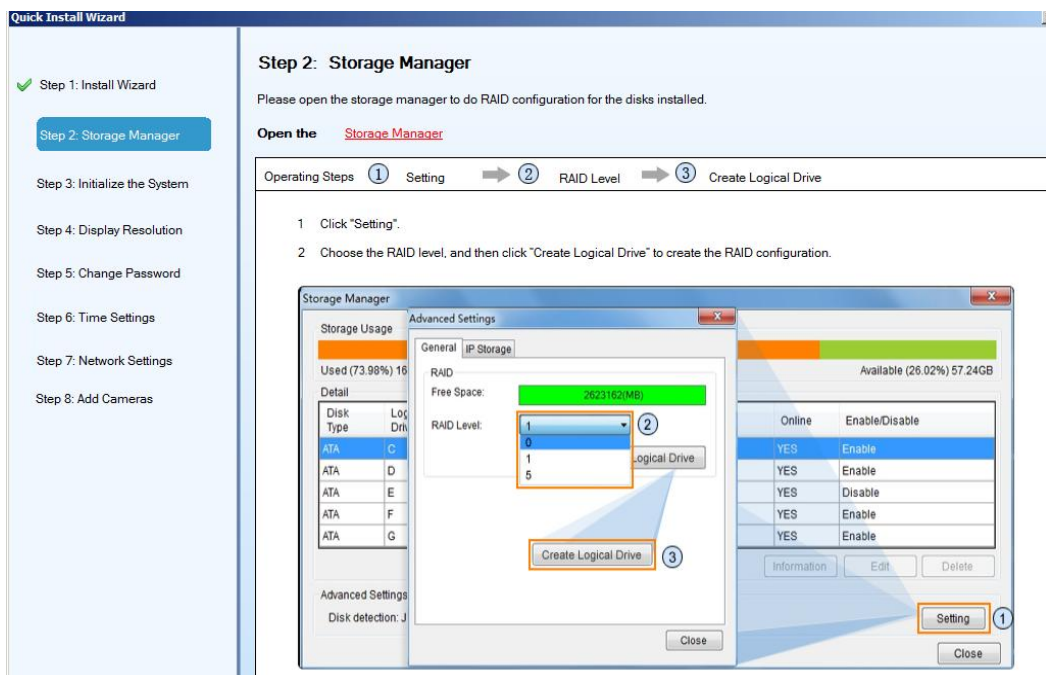 Quick Install Wizard
Step 1: Install Wizard
Step 2: Storage Manager
Step 3: Initialize the System
Step 4: Display Resolution
Step 5: Change Password
Step 6: Time Settings
Step 7: Network Settings
Step 8: Add Cameras
Step 2: Storage Manager
Please open the storage manager to do RAID configuration for the disks installed.
Open the Storage Manager
Operating Steps 1 Setting 2 RAID Level 3 Create Logical Drive
1 Click "Setting".
2 Choose the RAID level, and then click "Create Logical Drive" to create the RAID configuration.
Storage Manager
Storage Usage
Used (73.98%) 16
Available (26.02%) 57.24GB
Detail
Disk Type Online Enable/Disable
ATA C YES Enable
ATA D YES Enable
ATA E YES Disable
ATA F YES Enable
ATA G YES Enable
Information Edit Delete
Advanced Settings
Disk detection: J
Setting 1
Close
Advanced Settings
General IP Storage
RAID
Free Space: 2623162(MB)
RAID Level: 1 2
0
1
5
Logical Drive
Create Logical Drive 3
Close